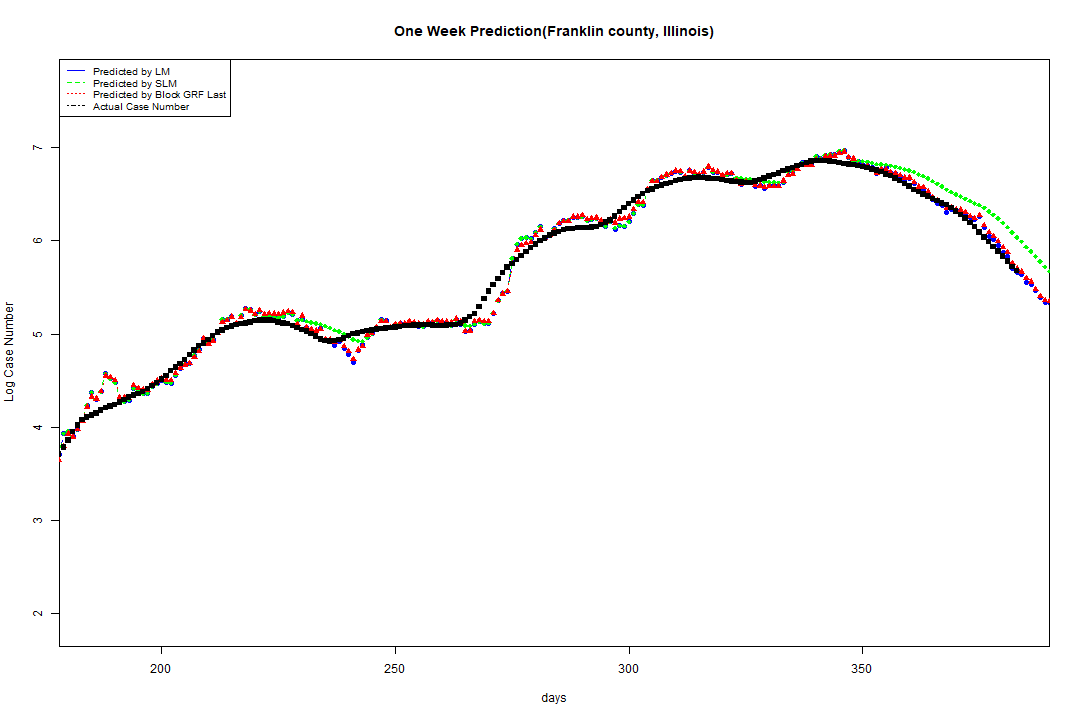 One Week Prediction(Franklin county, Illinois)
Predicted by LM
Predicted by SLM
Predicted by Block GRF Last
Actual Case Number
7
6
5
4
3
2
Log Case Number
200 250 300 350
days